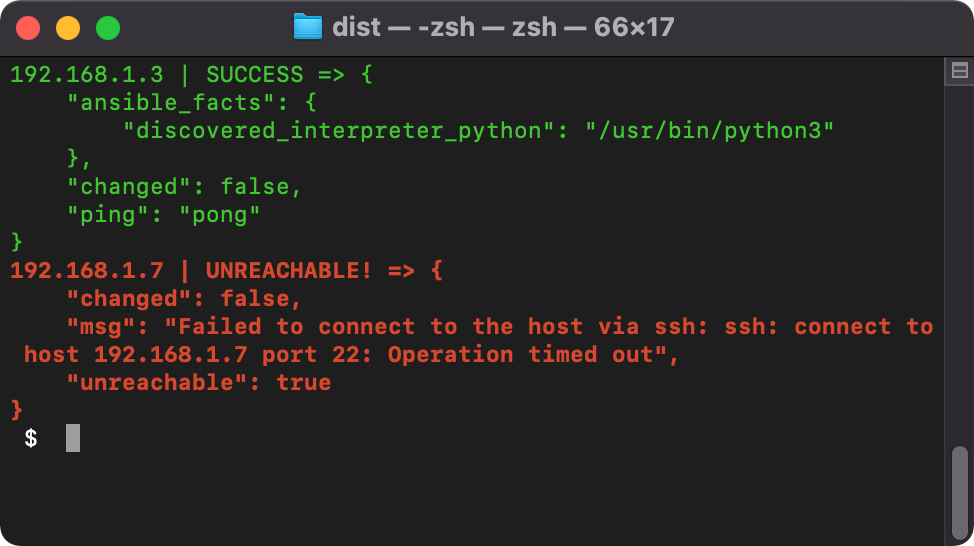 dist — -zsh — zsh — 66×17
192.168.1.3 | SUCCESS => {
    "ansible_facts": {
        "discovered_interpreter_python": "/usr/bin/python3"
    },
    "changed": false,
    "ping": "pong"
}
192.168.1.7 | UNREACHABLE! => {
    "changed": false,
    "msg": "Failed to connect to the host via ssh: ssh: connect to
 host 192.168.1.7 port 22: Operation timed out",
    "unreachable": true
}
 $